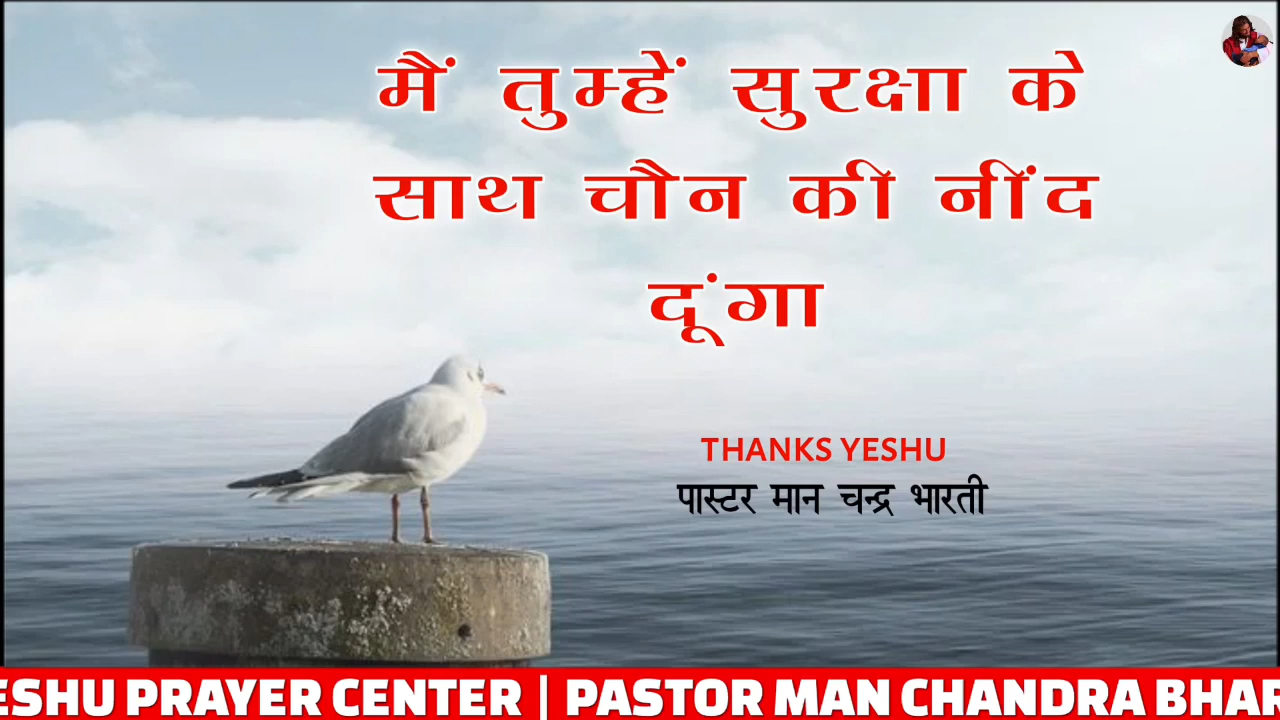 मैं तुम्हें सुरक्षा के
साथ चौन की नींद
दूंगा
THANKS YESHU
पास्टर मान चन्द्र भारती
ESHU PRAYER CENTER | PASTOR MAN CHANDRA BHAR